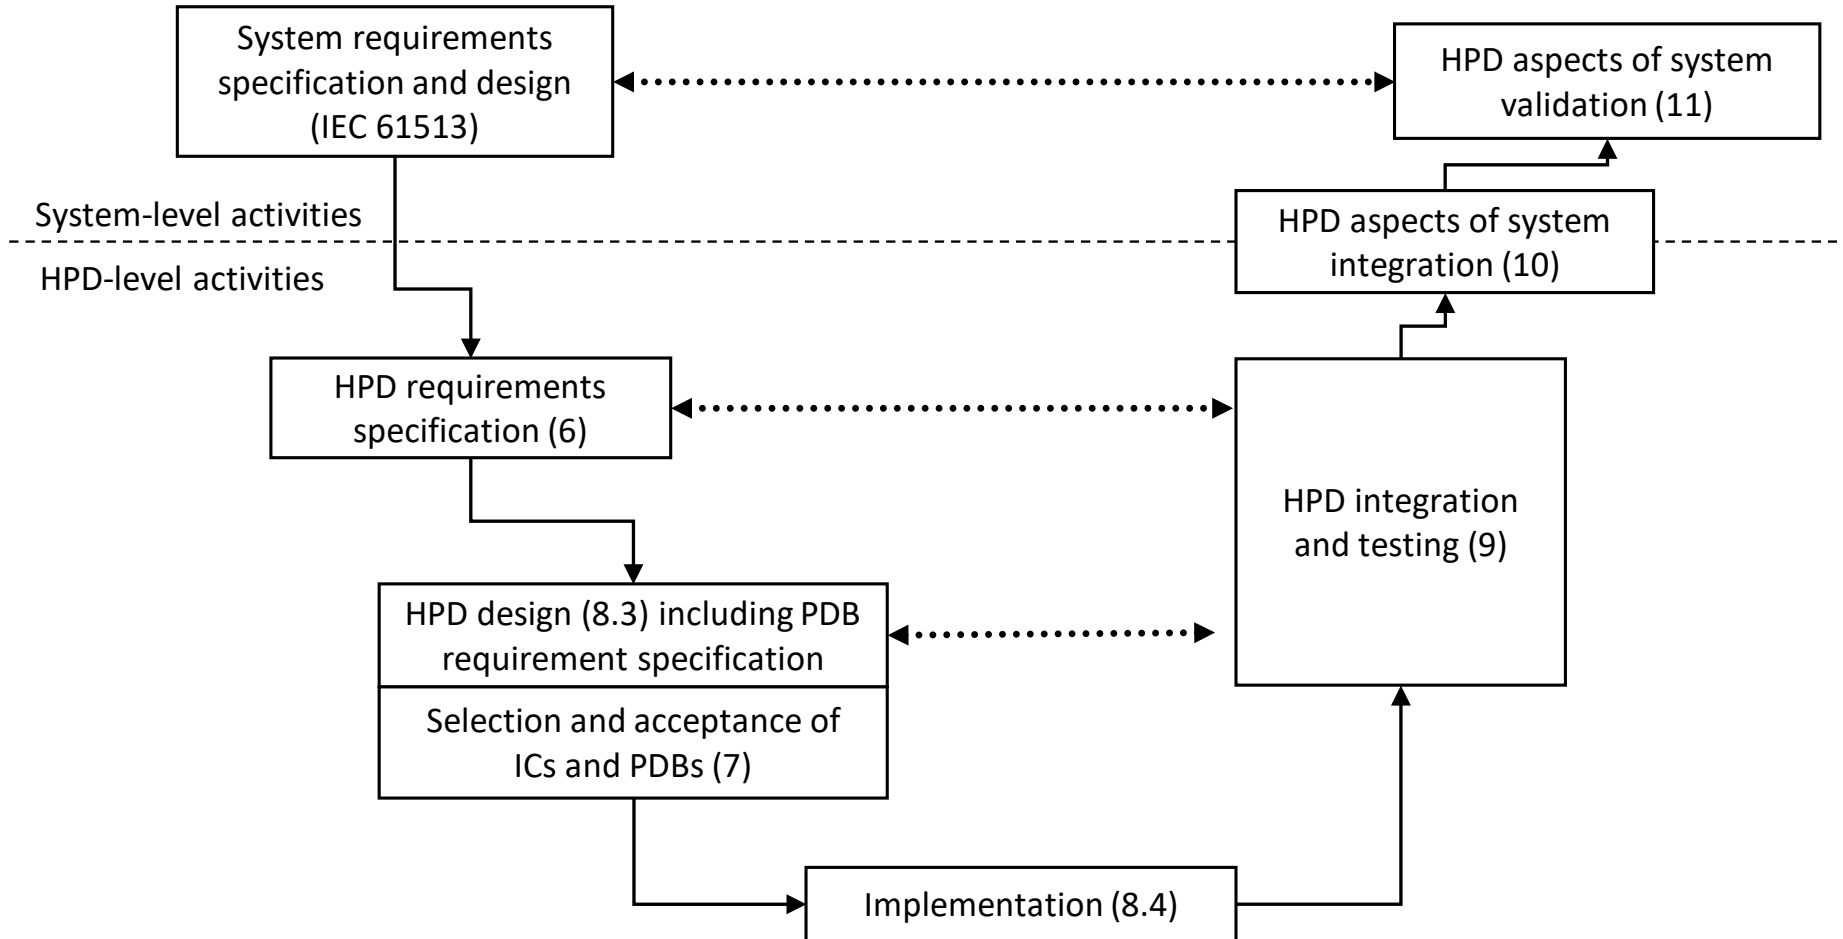 System requirements
specification and design
(IEC 61513)
HPD aspects of system
validation (11)
System-level activities
HPD aspects of system
integration (10)
HPD-level activities
HPD requirements
specification (6)
HPD integration
and testing (9)
HPD design (8.3) including PDB
requirement specification
Selection and acceptance of
ICs and PDBs (7)
Implementation (8.4)